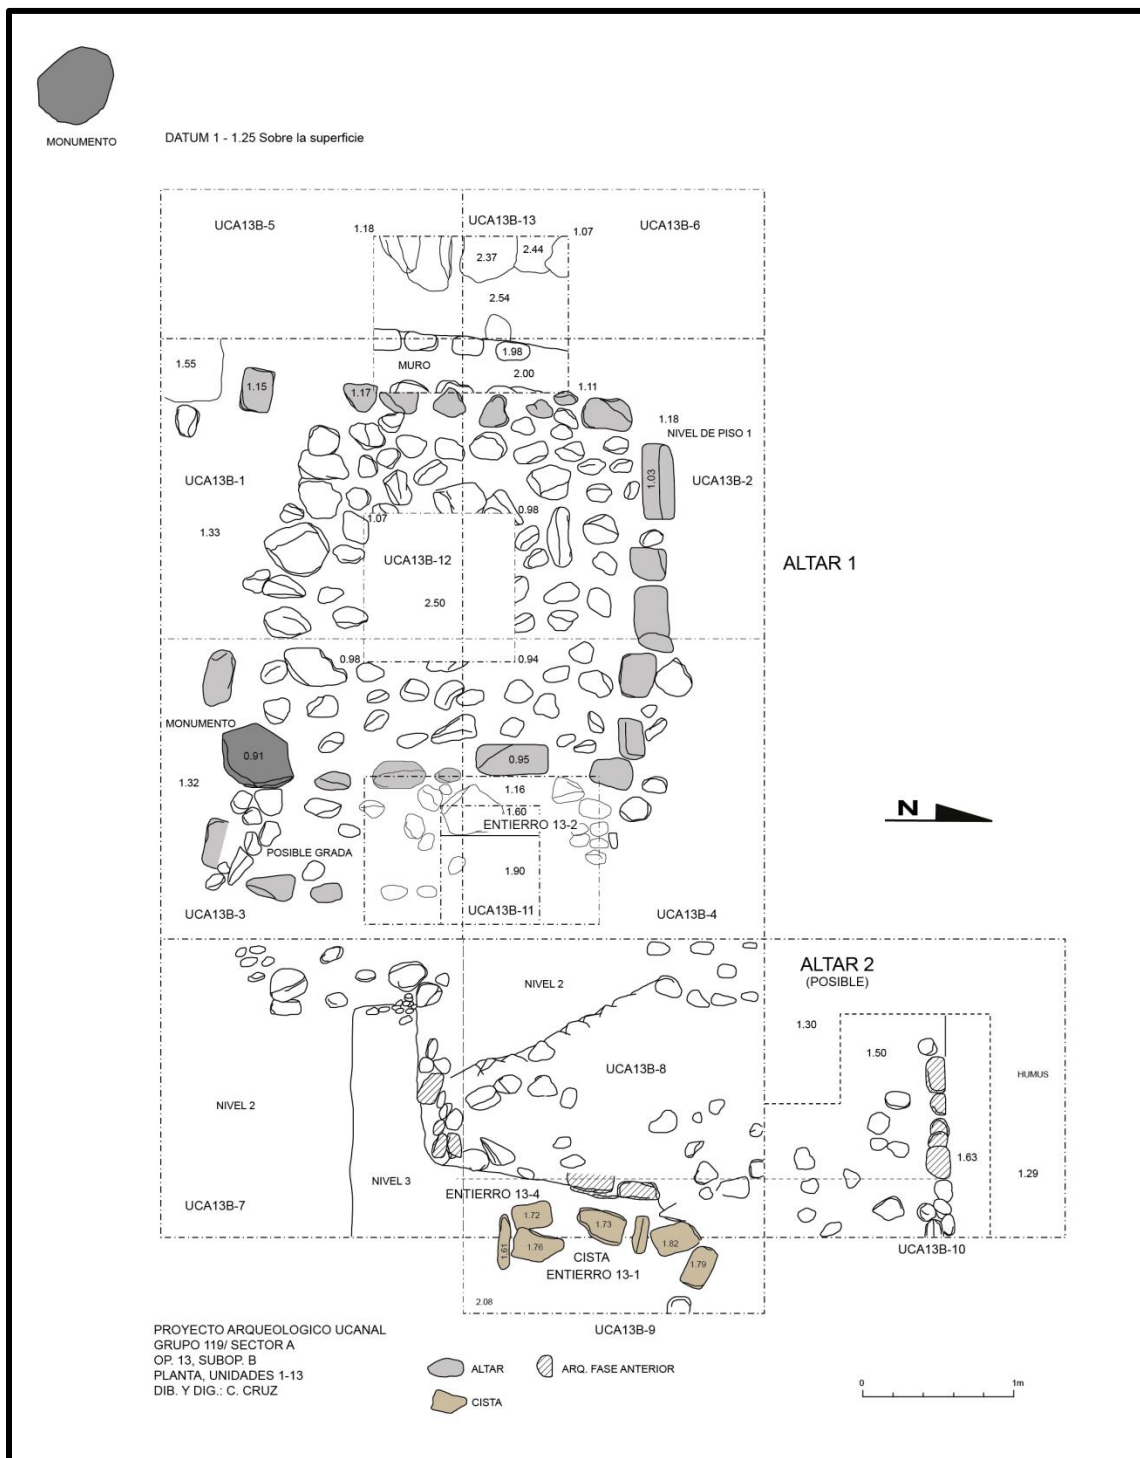 MONUMENTO
DATUM 1 - 1.25 Sobre la superficie
UCA13B-5
1.18
UCA13B-13
1.07
UCA13B-6
2.37
2.44
2.54
1.55
1.15
MURO
1.98
2.00
1.17
1.11
1.18
NIVEL DE PISO 1
UCA13B-1
1.03
UCA13B-2
1.33
1.07
0.98
UCA13B-12
2.50
ALTAR 1
0.98
0.94
MONUMENTO
0.91
1.32
0.95
1.16
1.60
ENTIERRO 13-2
N
POSIBLE GRADA
1.90
UCA13B-3
UCA13B-11
UCA13B-4
NIVEL 2
ALTAR 2
(POSIBLE)
1.30
1.50
UCA13B-8
HUMUS
NIVEL 2
1.63
1.29
NIVEL 3
UCA13B-7
ENTIERRO 13-4
1.72
1.73
1.61
1.76
1.82
1.79
CISTA
ENTIERRO 13-1
UCA13B-10
2.08
UCA13B-9
PROYECTO ARQUEOLOGICO UCANAL
GRUPO 119/ SECTOR A
OP. 13, SUBOP. B
PLANTA, UNIDADES 1-13
DIB. Y DIG.: C. CRUZ
ALTAR
ARQ. FASE ANTERIOR
CISTA
0
1m